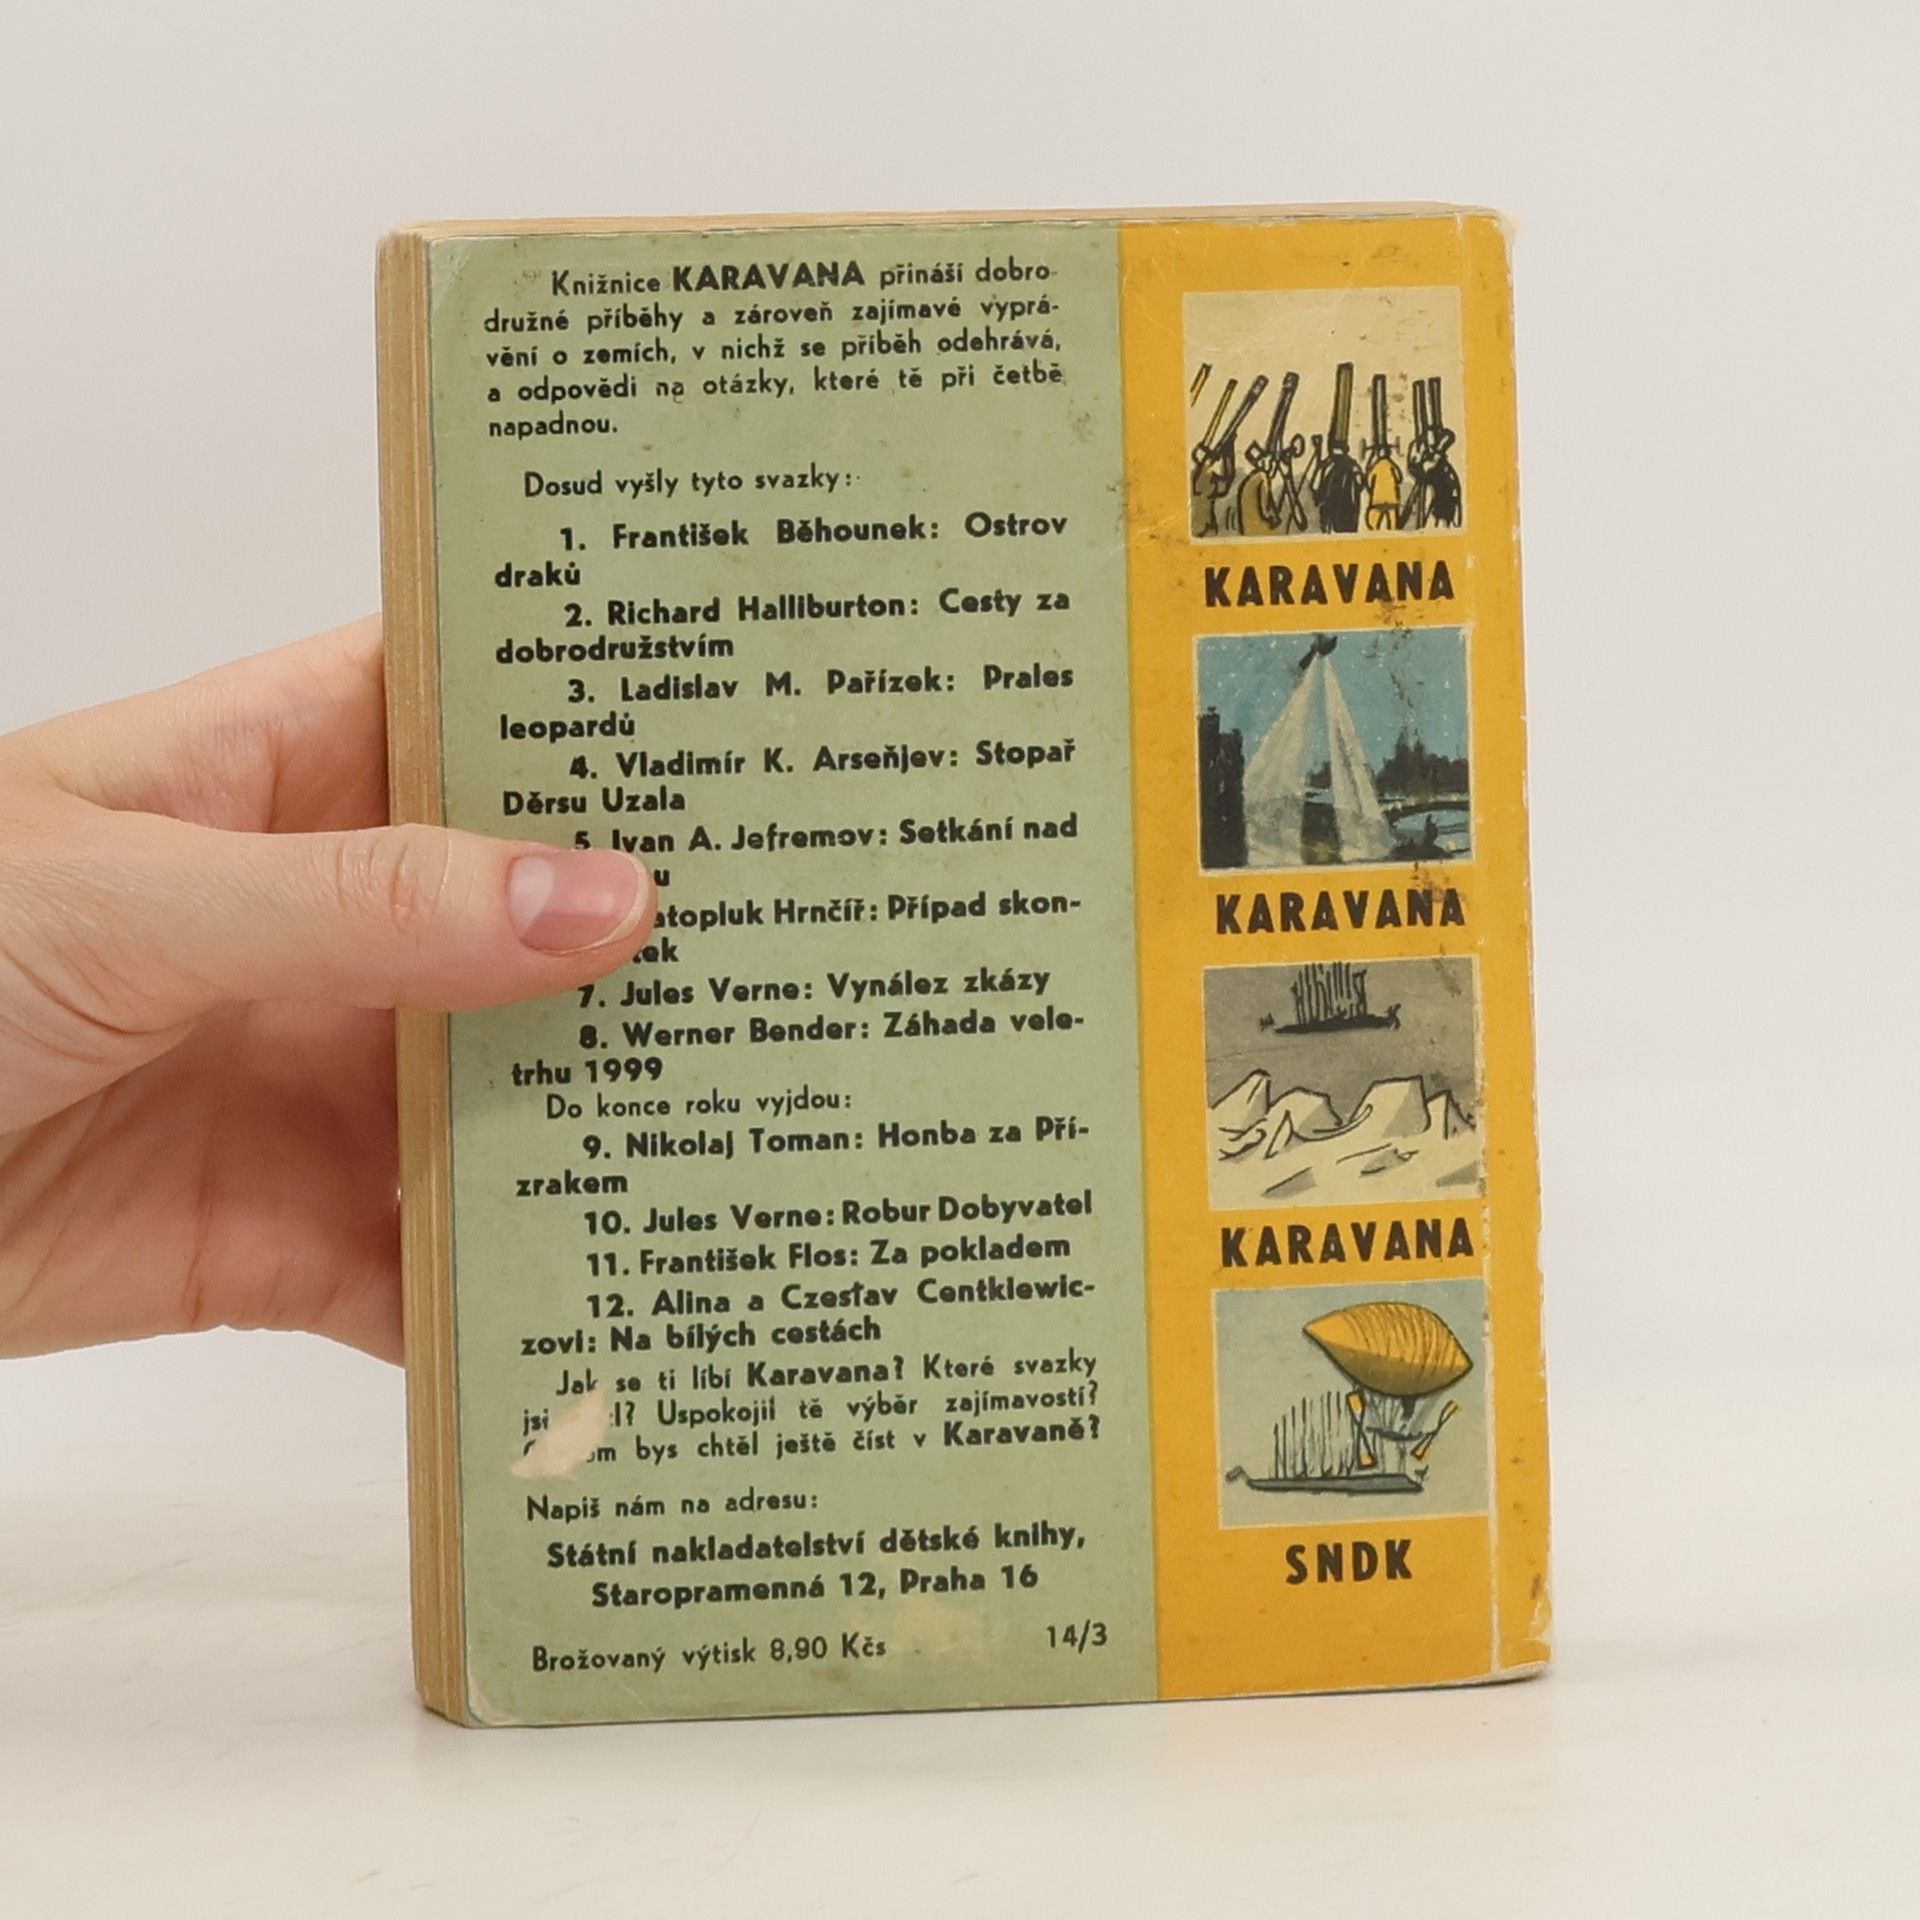 Knižnice KARAVANA přináší dobro-
družné příběhy a zároveň zajímavé vyprá-
vění o zemích, v nichž se příběh odehrává,
a odpovědi na otázky, které tě při četbě
napadnou.
Dosud vyšly tyto svazky:
1. František Běhounek: Ostrov
draků
2. Richard Halliburton: Cesty za
dobrodružstvím
3. Ladislav M. Pařízek: Prales
leopardů
4. Vladimír K. Arseňjev: Stopař
Děrsu Uzala
5 Ivan A. Jefremov: Setkání nad
Hrnčíř: Případ skon-
7. Jules Verne: Vynález zkázy
8. Werner Bender: Záhada vele-
trhu 1999
Do konce roku vyjdou:
9. Nikolaj Toman: Honba za Pří-
zrakem
10. Jules Verne: Robur Dobyvatel
11. František Flos: Za pokladem
12. Alina a Czesław Centkiewic-
zovi: Na bílých cestách
Jak se ti líbí Karavana? Které svazky
jsi Uspokojil tě výběr zajímavostí?
bys chtěl ještě číst v Karavaně?
Napiš nám na adresu:
Státní nakladatelství dětské knihy,
Staropramenná 12, Praha 16
Brožovaný výtisk 8,90 Kčs 14/3
KARAVANA
KARAVANA
KARAVANA
SNDK